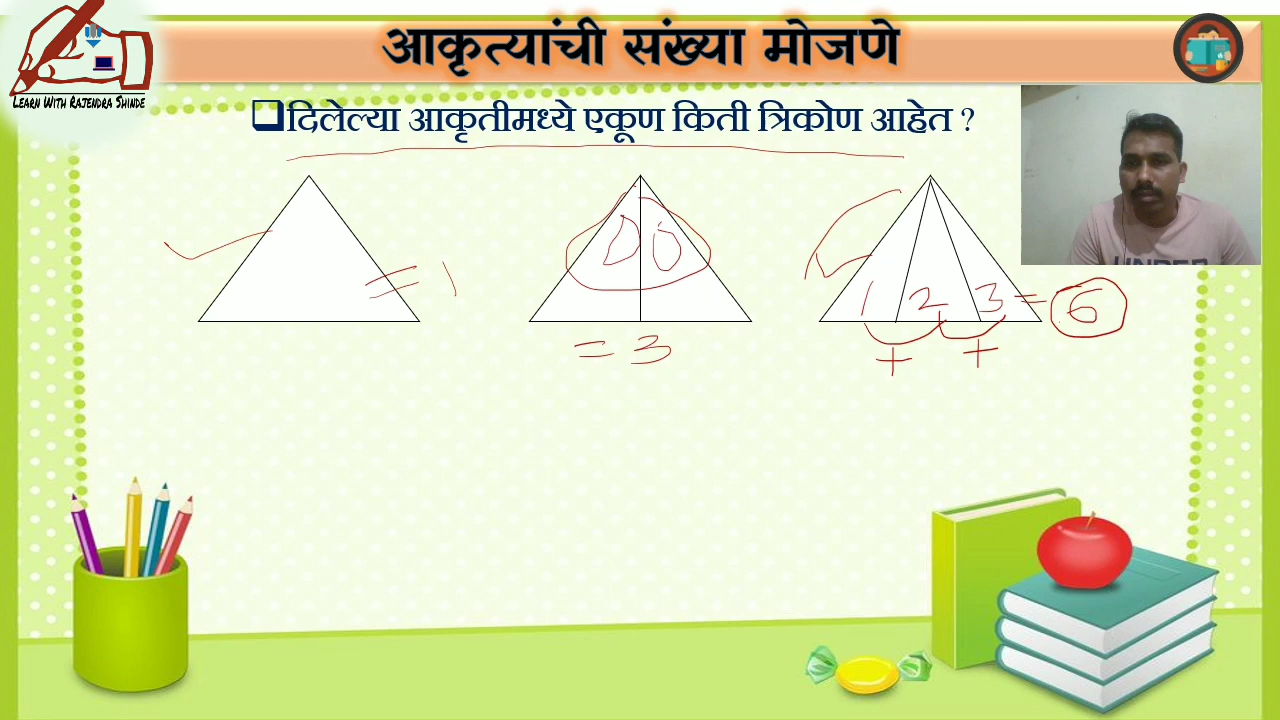 आकृत्यांची संख्या मोजणे
LEARN WITH RAJENDRA SHINDE
दिलेल्या आकृतीमध्ये एकूण किती त्रिकोण आहेत ?
= 1
1 2 3 = 6
+ +
= 3